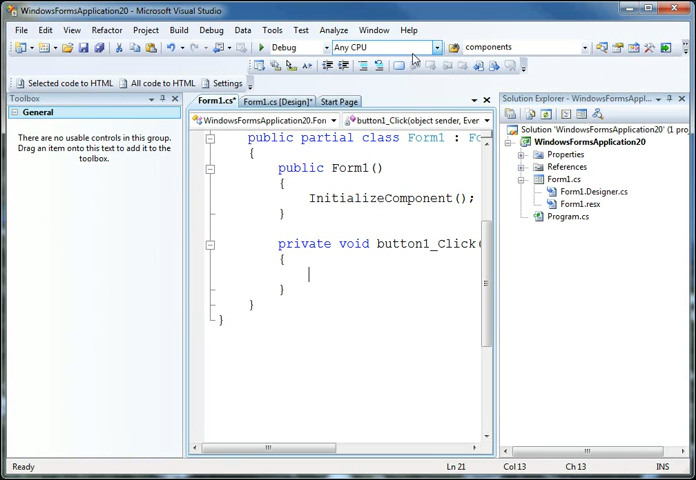 WindowsFormsApplication20 - Microsoft Visual Studio
File Edit View Refactor Project Build Debug Data Tools Test Analyze Window Help
Debug Any CPU components
Selected code to HTML All code to HTML Settings
Toolbox
General
There are no usable controls in this group.
Drag an item onto this text to add it to the
toolbox.
Form1.cs* Form1.cs [Design]* Start Page
WindowsFormsApplication20.Forn button1_Click(object sender, Ever
public partial class Form1 : Fo
{
public Form1()
{
InitializeComponent();
}
private void button1_Click(
{
}
}
}
Solution Explorer - WindowsFormsAppl...
Solution 'WindowsFormsApplication20' (1 pro
WindowsFormsApplication20
Properties
References
Form1.cs
Form1.Designer.cs
Form1.resx
Program.cs
Ready Ln 21 Col 13 Ch 13 INS